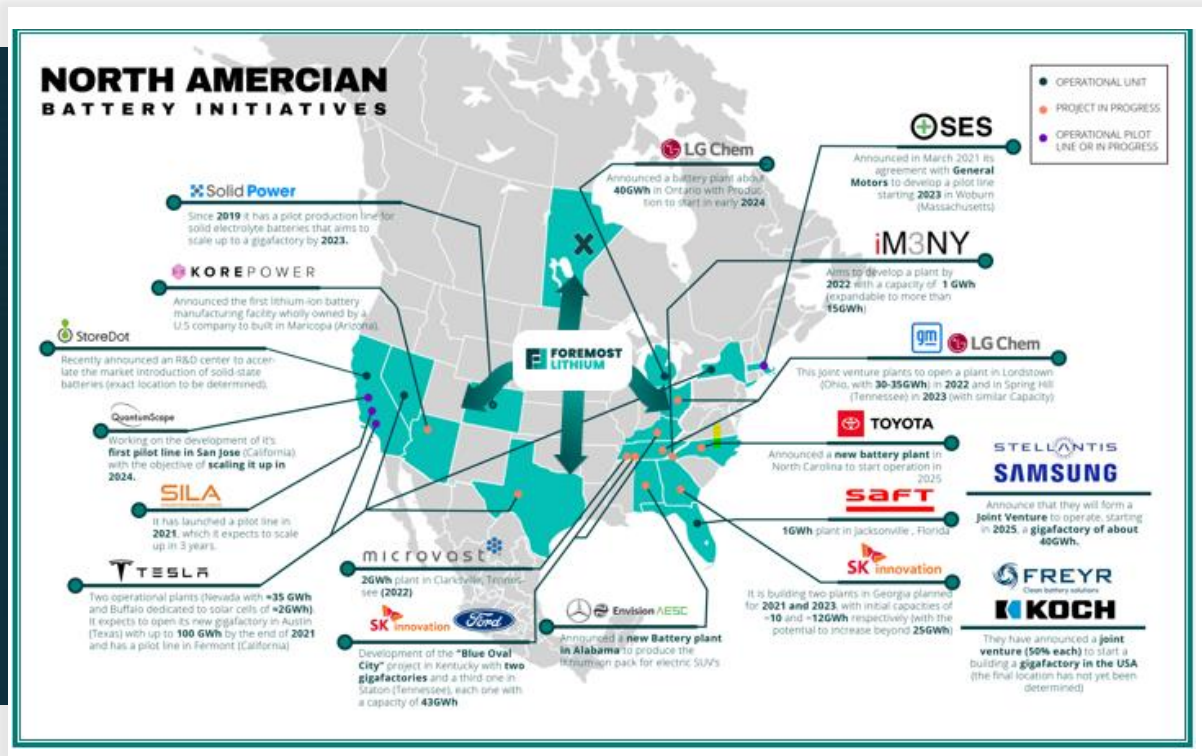 NORTH AMERCIAN
BATTERY INITIATIVES
OPERATIONAL UNIT
PROJECT IN PROGRESS
OPERATIONAL PILOT
LINE OR IN PROGRESS
Solid Power
Since 2019 it has a pilot production line for
solid electrolyte batteries that aims to
scale up to a gigafactory by 2023.
KOREPOWER
Announced the first lithium-ion battery
manufacturing facility wholly owned by a
U.S company to built in Maricopa (Arizona).
StoreDot
Recently announced an R&D center to accer-
late the market introduction of solid-state
batteries (exact location to be determined).
QuantumScape
Working on the development of it's
first pilot line in San Jose (California)
with the objective of scaling it up in
2024.
SILA
It has launched a pilot line in
2021, which it expects to scale
up in 3 years.
TESLA
Two operational plants (Nevada with ≈35 GWh
and Buffalo dedicated to solar cells of ≈2GWh)
It expects to open its new gigafactory in Austin
(Texas) with up to 100 GWh by the end of 2021
and has a pilot line in Fermont (California)
LG Chem
Announced a battery plant about
40GWh in Ontario with Produc-
tion to start in early 2024
FOREMOST
LITHIUM
microvast
2GWh plant in Clarksville, Tennes-
see (2022)
SK innovation Ford
Development of the "Blue Oval
City" project in Kentucky with two
gigafactories and a third one in
Staton (Tennessee), each one with
a capacity of 43GWh
Envision AESC
Announced a new Battery plant
in Alabama to produce the
lithium-ion pack for electric SUV's
SES
Announced in March 2021 its
agreement with General
Motors to develop a pilot line
starting 2023 in Woburn
(Massachusetts)
iM3NY
Aims to develop a plant by
2022 with a capacity of 1 GWh
(expandable to more than
15GWh)
gm LG Chem
This joint venture plants to open a plant in Lordstown
(Ohio, with 30-35GWh) in 2022 and in Spring Hill
(Tennessee) in 2023 (with similar Capacity)
TOYOTA
Announced a new battery plant in
North Carolina to start operation in
2025
saft
1GWh plant in Jacksonville , Florida
SK innovation
It is building two plants in Georgia planned
for 2021 and 2023, with initial capacities of
≈10 and ≈12GWh respectively (with the
potential to increase beyond 25GWh)
STELLANTIS
SAMSUNG
Announce that they will form a
Joint Venture to operate, starting
in 2025, a gigafactory of about
40GWh.
FREYR
Clean battery solutions
KOCH
They have announced a joint
venture (50% each) to start a
building a gigafactory in the USA
(the final location has not yet been
determined)